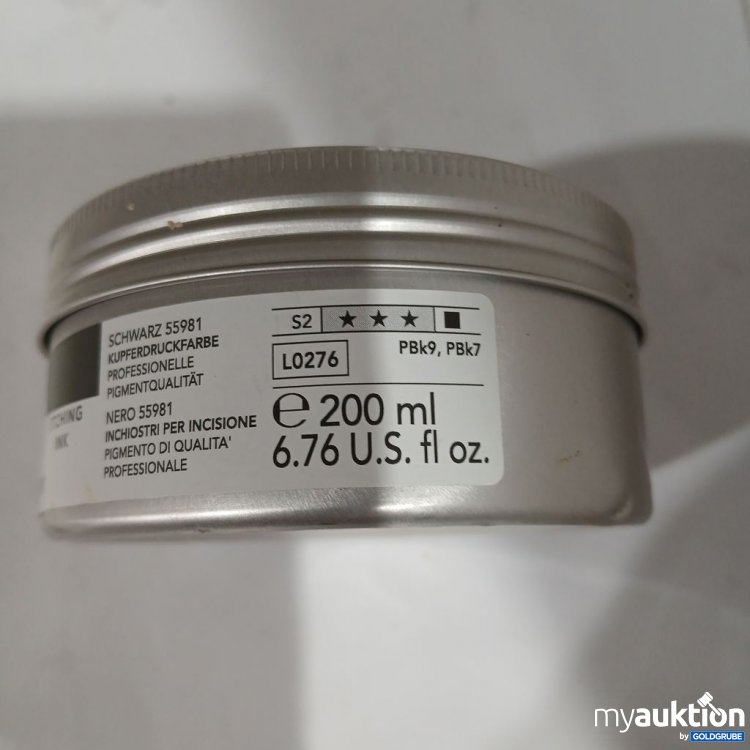 SCHWARZ 55981
KUPFERDRUCKFARBE
PROFESSIONELLE
PIGMENTQUALITÄT
NERO 55981
INCHIOSTRI PER INCISIONE
PIGMENTO DI QUALITA'
PROFESSIONALE
S2 ★ ★ ★ ■
L0276
PBk9, PBk7
℮ 200 ml
6.76 U.S. fl oz.
myauktion
by GOLDGRUBE